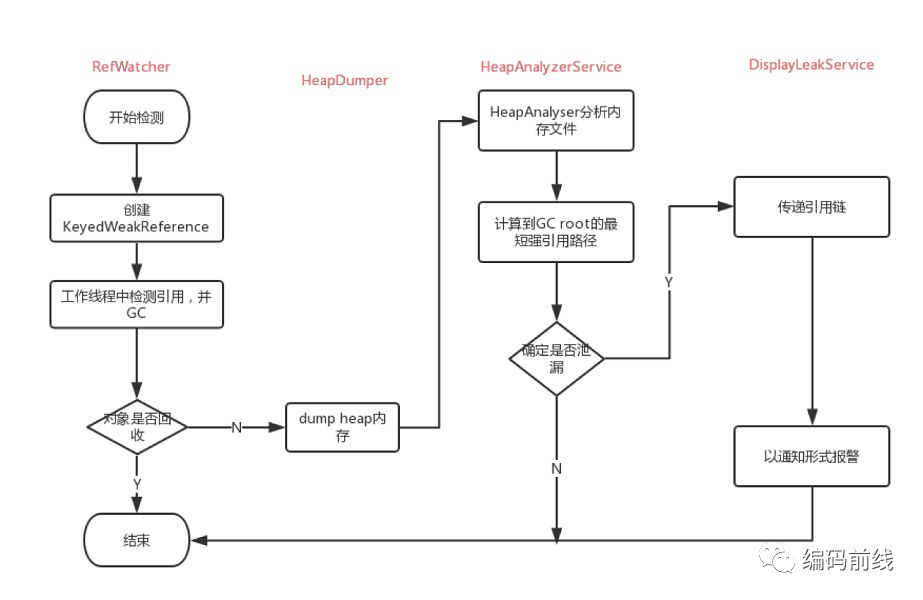 RefWatcher
HeapDumper
HeapAnalyzerService
DisplayLeakService
开始检测
创建
KeyedWeakReference
工作线程中检测引用，并
GC
对象是否回
收
N
Y
结束
dump heap内
存
HeapAnalyser分析内
存文件
计算到GC root的最
短强引用路径
确定是否泄
漏
Y
N
传递引用链
以通知形式报警
编码前线